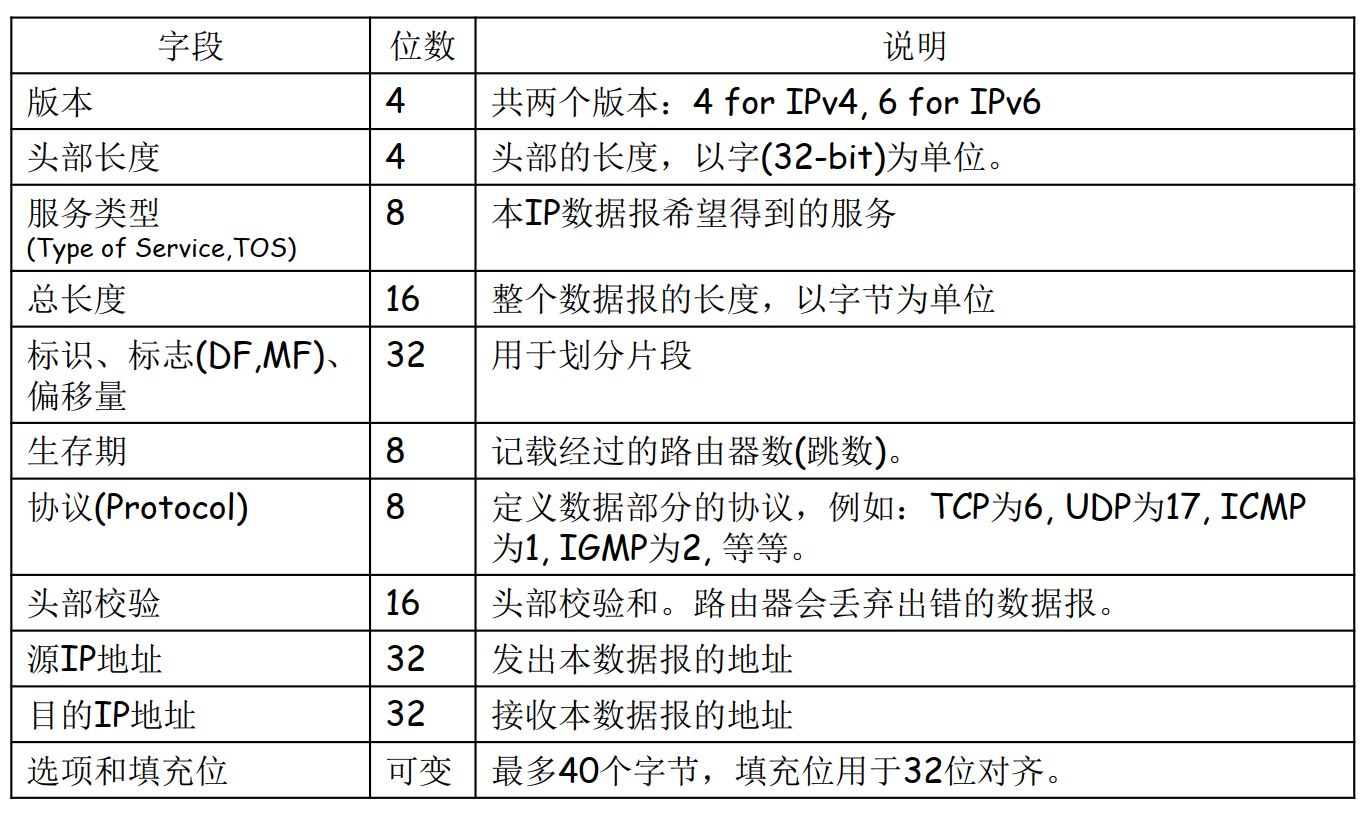 字段 位数 说明
版本 4 共两个版本：4 for IPv4, 6 for IPv6
头部长度 4 头部的长度，以字(32-bit)为单位。
服务类型 8 本IP数据报希望得到的服务
(Type of Service,TOS)
总长度 16 整个数据报的长度，以字节为单位
标识、标志(DF,MF)、 32 用于划分片段
偏移量
生存期 8 记载经过的路由器数(跳数)。
协议(Protocol) 8 定义数据部分的协议，例如：TCP为6, UDP为17, ICMP
为1, IGMP为2, 等等。
头部校验 16 头部校验和。路由器会丢弃出错的数据报。
源IP地址 32 发出本数据报的地址
目的IP地址 32 接收本数据报的地址
选项和填充位 可变 最多40个字节，填充位用于32位对齐。